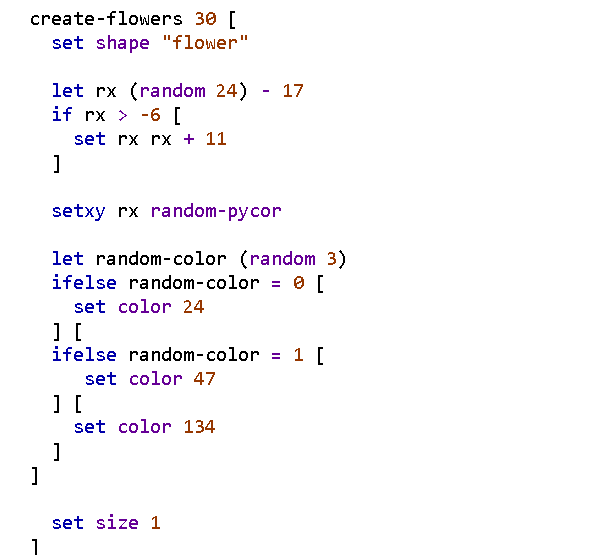 create-flowers 30 [
  set shape "flower"

  let rx (random 24) - 17
  if rx > -6 [
    set rx rx + 11
  ]

  setxy rx random-pycor

  let random-color (random 3)
  ifelse random-color = 0 [
    set color 24
  ] [
  ifelse random-color = 1 [
     set color 47
  ] [
    set color 134
  ]
]

  set size 1
]